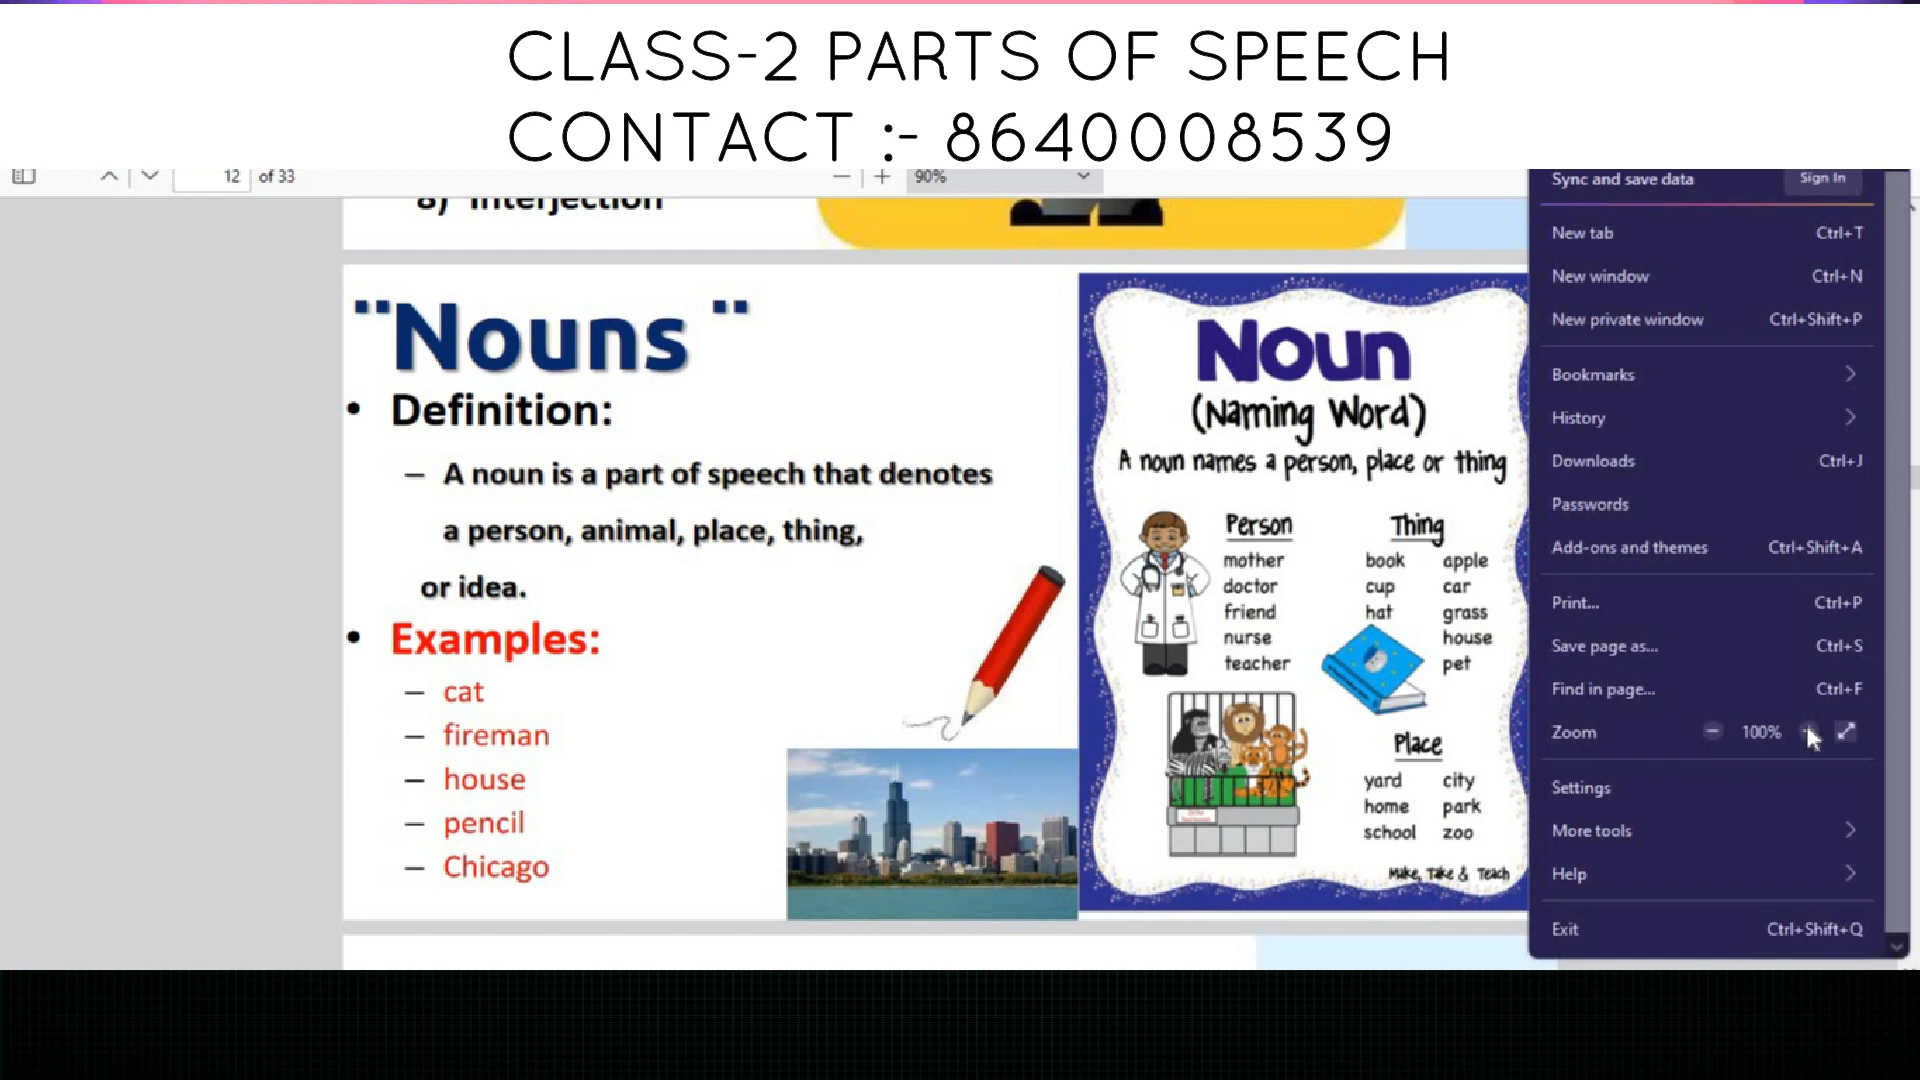 CLASS-2 PARTS OF SPEECH
CONTACT :- 8640008539
12 of 33
90%
8) Interjection
¨Nouns ¨
• Definition:
– A noun is a part of speech that denotes
a person, animal, place, thing,
or idea.
• Examples:
– cat
– fireman
– house
– pencil
– Chicago
Noun
(Naming Word)
A noun names a person, place or thing
Person
mother
doctor
friend
nurse
teacher
Thing
book apple
cup car
hat grass
house
pet
Place
yard city
home park
school zoo
Make, Take & Teach
Sync and save data Sign In
New tab Ctrl+T
New window Ctrl+N
New private window Ctrl+Shift+P
Bookmarks
History
Downloads Ctrl+J
Passwords
Add-ons and themes Ctrl+Shift+A
Print... Ctrl+P
Save page as... Ctrl+S
Find in page... Ctrl+F
Zoom 100%
Settings
More tools
Help
Exit Ctrl+Shift+Q